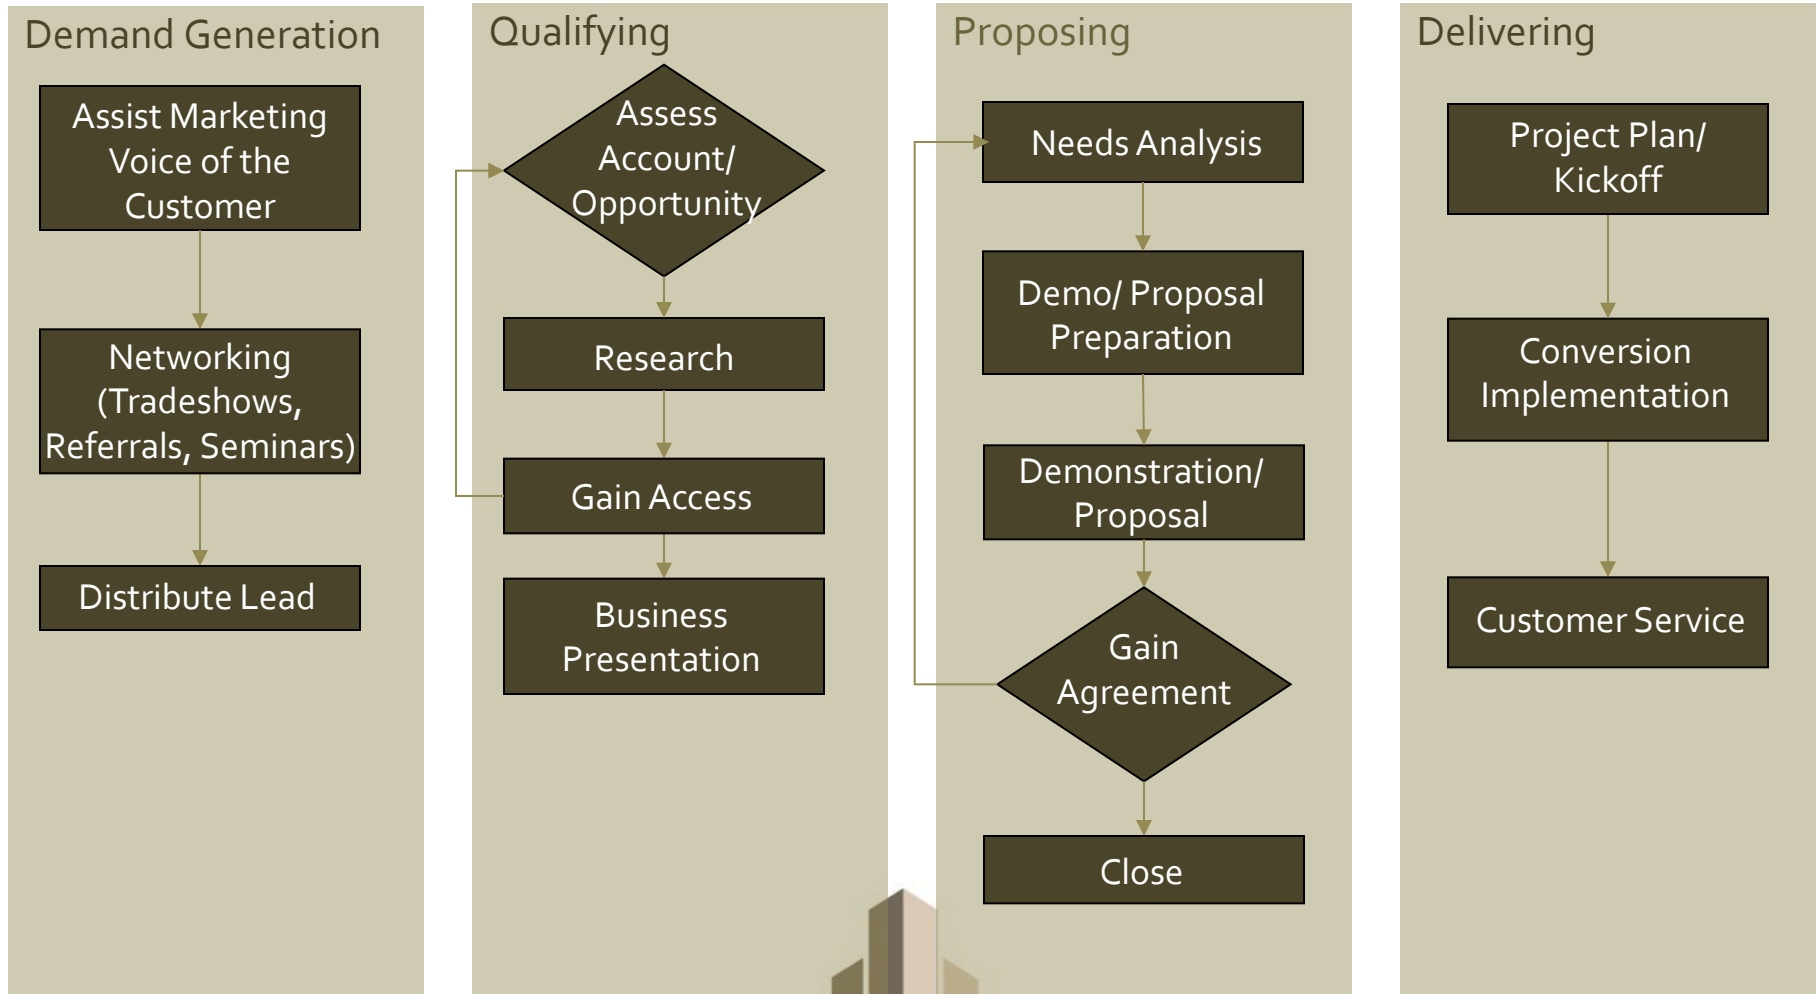 Demand Generation
Assist Marketing
Voice of the
Customer
Networking
(Tradeshows,
Referrals, Seminars)
Distribute Lead
Qualifying
Assess
Account/
Opportunity
Research
Gain Access
Business
Presentation
Proposing
Needs Analysis
Demo/ Proposal
Preparation
Demonstration/
Proposal
Gain
Agreement
Close
Delivering
Project Plan/
Kickoff
Conversion
Implementation
Customer Service